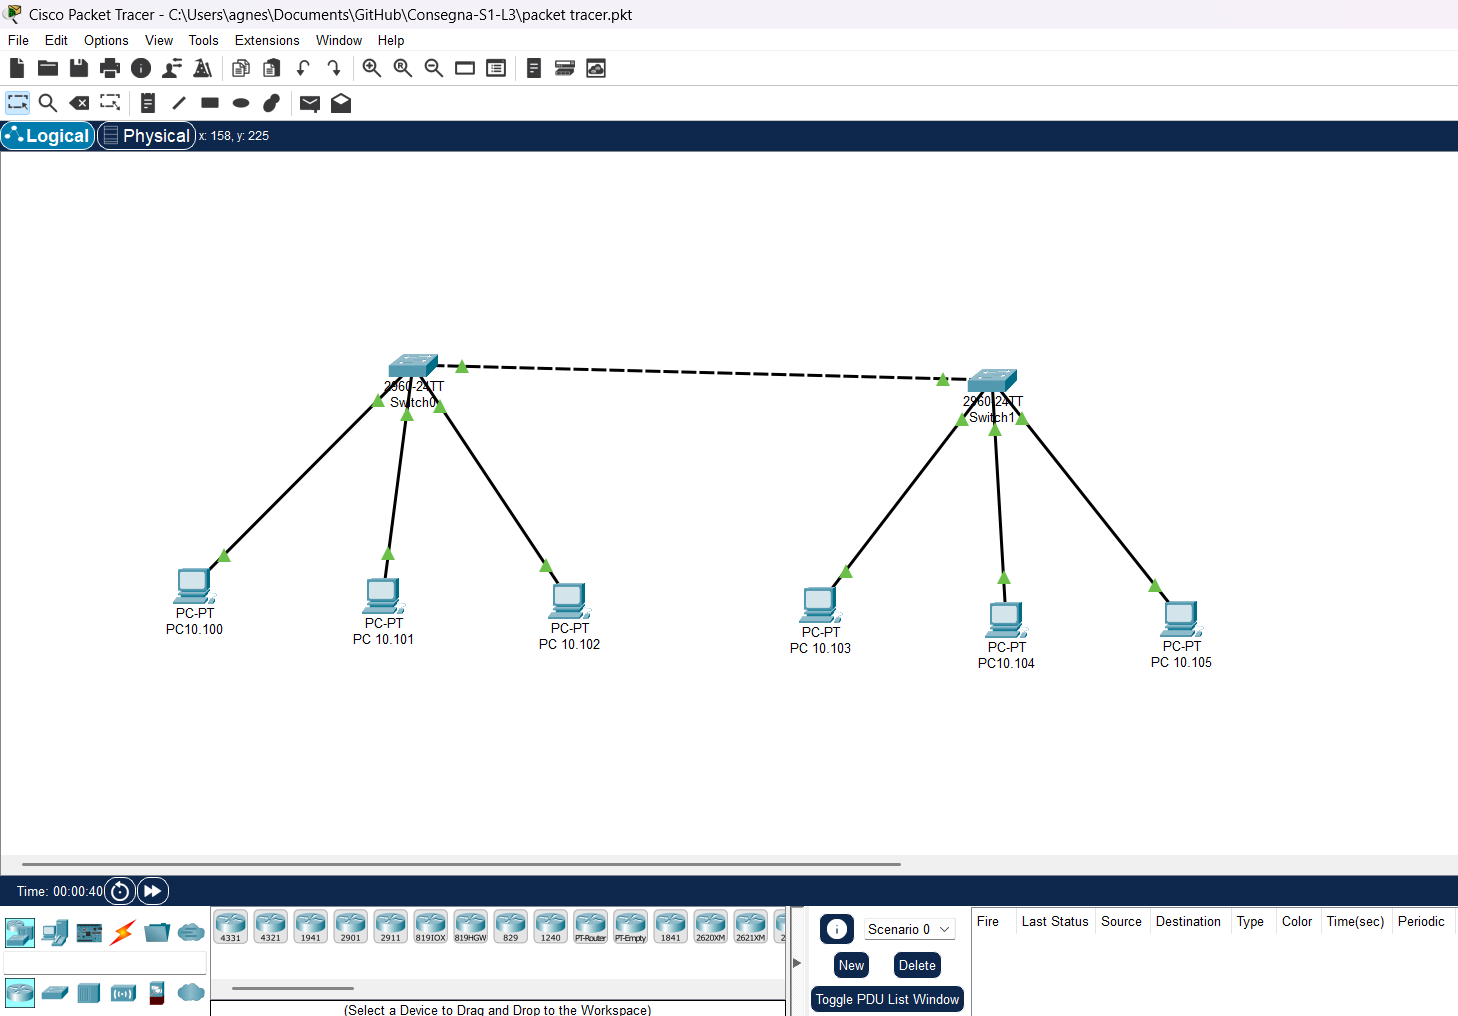 Cisco Packet Tracer - C:\Users\agnes\Documents\GitHub\Consegna-S1-L3\packet tracer.pkt
File Edit Options View Tools Extensions Window Help
Logical Physical x: 158, y: 225
2960-24TT
Switch0
2960-24TT
Switch1
PC-PT
PC10.100
PC-PT
PC 10.101
PC-PT
PC 10.102
PC-PT
PC 10.103
PC-PT
PC10.104
PC-PT
PC 10.105
Time: 00:00:40
4331 4321 1941 2901 2911 819IOX 819HGW 829 1240 PT-Router PT-Empty 1841 2620XM 2621XM 2
(Select a Device to Drag and Drop to the Workspace)
Scenario 0
New Delete
Toggle PDU List Window
Fire Last Status Source Destination Type Color Time(sec) Periodic